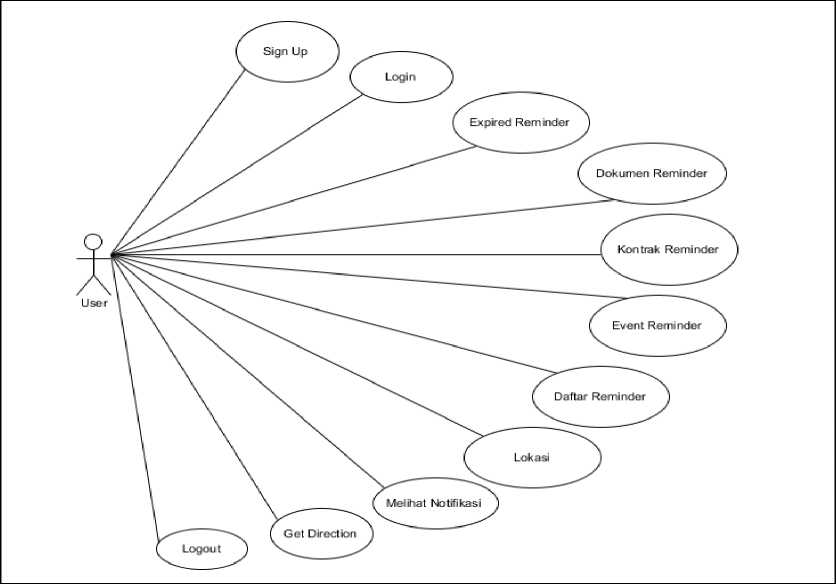 Sign Up
Login
Expired Reminder
Dokumen Reminder
Kontrak Reminder
User
Event Reminder
Daftar Reminder
Lokasi
Melihat Notifikasi
Get Direction
Logout